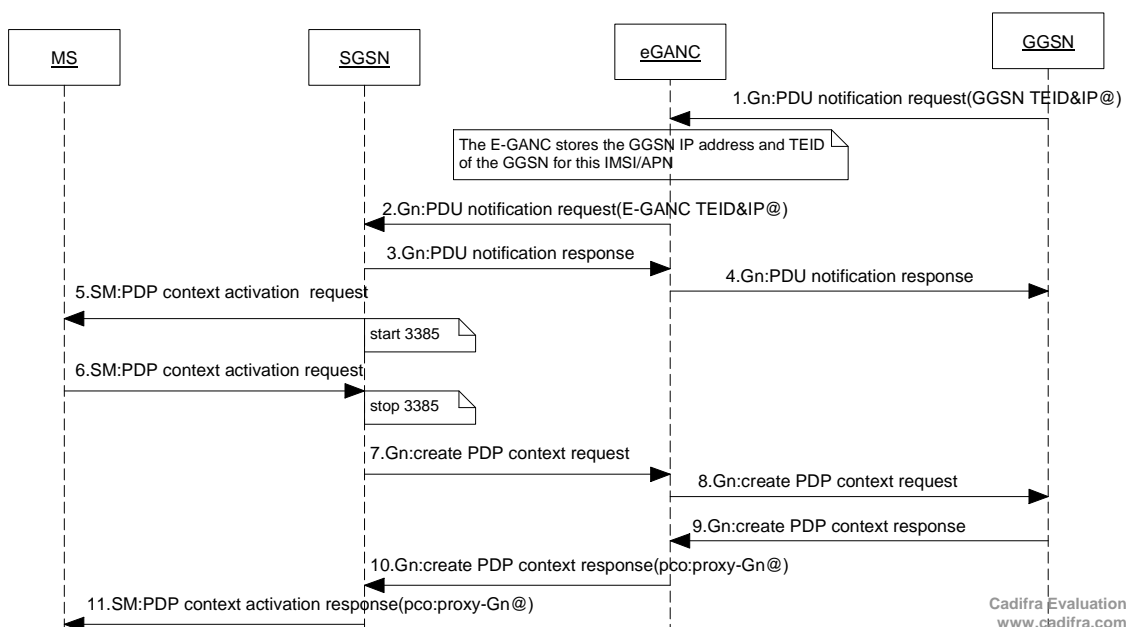 MS
SGSN
eGANC
GGSN
1.Gn:PDU notification request(GGSN TEID&IP@)
The E-GANC stores the GGSN IP address and TEID
of the GGSN for this IMSI/APN
2.Gn:PDU notification request(E-GANC TEID&IP@)
3.Gn:PDU notification response
4.Gn:PDU notification response
5.SM:PDP context activation request
start 3385
6.SM:PDP context activation request
stop 3385
7.Gn:create PDP context request
8.Gn:create PDP context request
9.Gn:create PDP context response
10.Gn:create PDP context response(pco:proxy-Gn@)
11.SM:PDP context activation response(pco:proxy-Gn@)
Cadifra Evaluation
www.cadifra.com